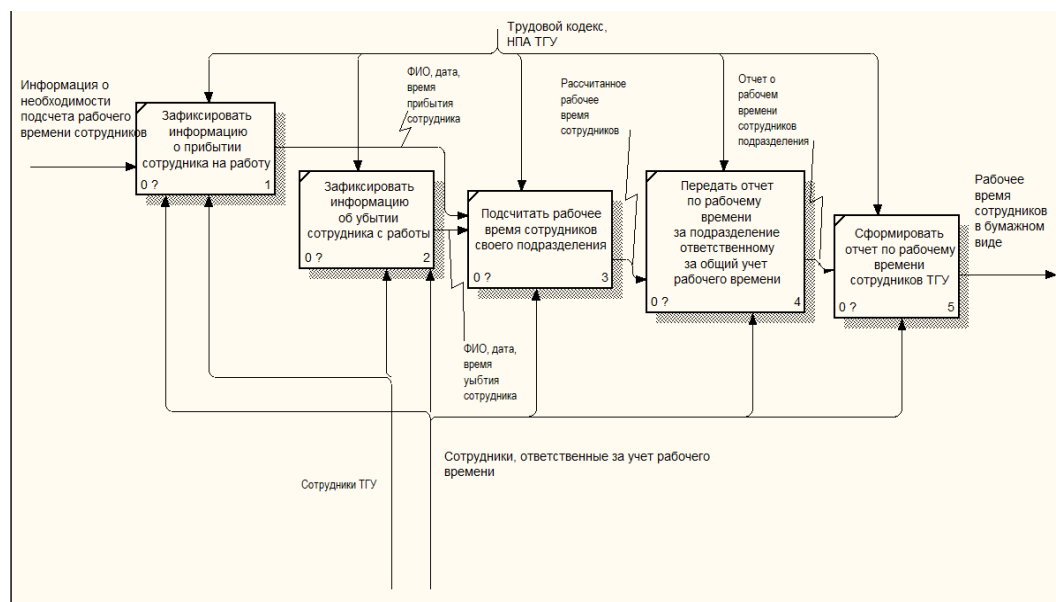 Трудовой кодекс,
НПА ТГУ
Информация о
необходимости
подсчета рабочего
времени сотрудников
ФИО, дата,
время
прибытия
сотрудника
Рассчитанное
рабочее
время
сотрудников
Отчет о
рабочем
времени
сотрудников
подразделения
Зафиксировать
информацию
о прибытии
сотрудника на работу
0 ?
1
Зафиксировать
информацию
об убытии
сотрудника с работы
0 ?
2
Подсчитать рабочее
время сотрудников
своего подразделения
0 ?
3
Передать отчет
по рабочему
времени
за подразделение
ответственному
за общий учет
рабочего времени
0 ?
4
Сформировать
отчет по рабочему
времени
сотрудников ТГУ
0 ?
5
Рабочее
время
сотрудников
в бумажном
виде
ФИО, дата,
время
уыбтия
сотрудника
Сотрудники, ответственные за учет рабочего
времени
Сотрудники ТГУ